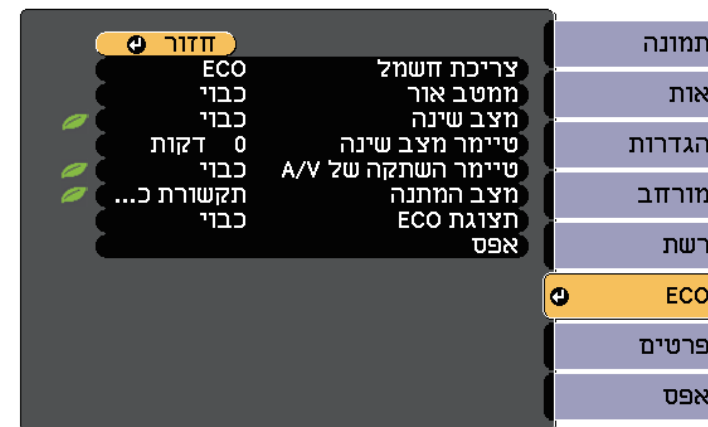 תמונה
אות
הגדרות
מורחב
רשת
ECO
פרטים
אפס
חזור
צריכת חשמל ECO
ממטב אור כבוי
מצב שינה כבוי
טיימר מצב שינה 0 דקות
טיימר השתקה של A/V כבוי
מצב המתנה תקשורת כ...
תצוגת ECO כבוי
אפס